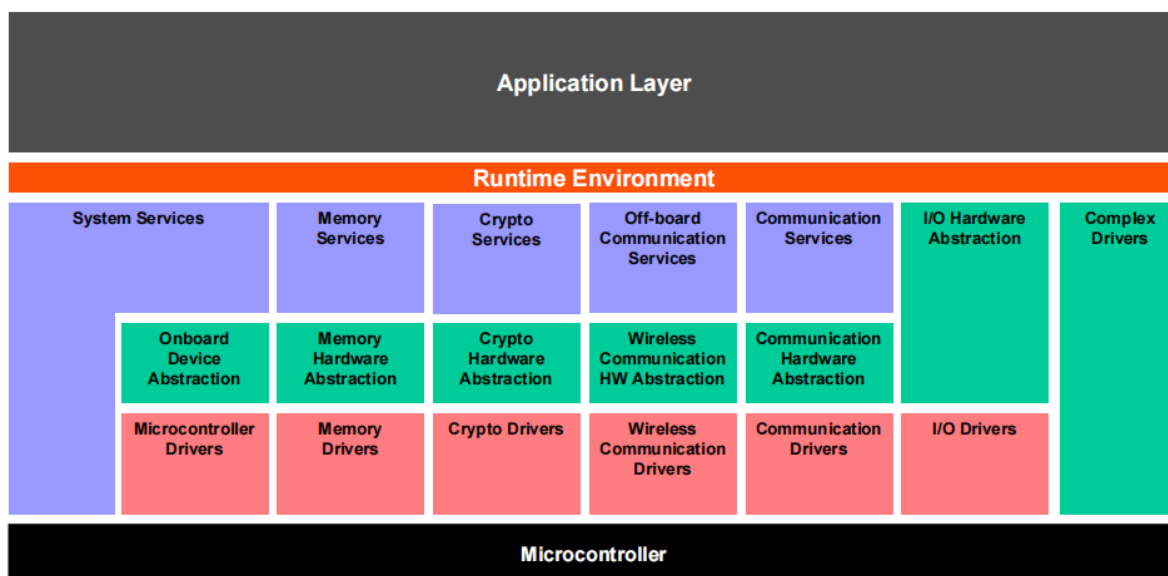 Application Layer
Runtime Environment
System Services
Memory
Services
Crypto
Services
Off-board
Communication
Services
Communication
Services
I/O Hardware
Abstraction
Complex
Drivers
Onboard
Device
Abstraction
Memory
Hardware
Abstraction
Crypto
Hardware
Abstraction
Wireless
Communication
HW Abstraction
Communication
Hardware
Abstraction
Microcontroller
Drivers
Memory
Drivers
Crypto Drivers
Wireless
Communication
Drivers
Communication
Drivers
I/O Drivers
Microcontroller